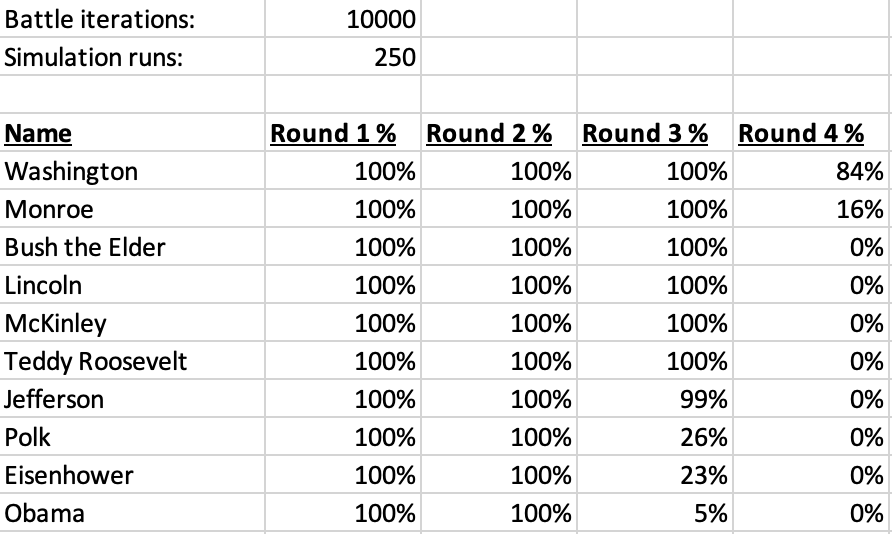 Battle iterations: 10000
Simulation runs: 250
Name Round 1 % Round 2 % Round 3 % Round 4 %
Washington 100% 100% 100% 84%
Monroe 100% 100% 100% 16%
Bush the Elder 100% 100% 100% 0%
Lincoln 100% 100% 100% 0%
McKinley 100% 100% 100% 0%
Teddy Roosevelt 100% 100% 100% 0%
Jefferson 100% 100% 99% 0%
Polk 100% 100% 26% 0%
Eisenhower 100% 100% 23% 0%
Obama 100% 100% 5% 0%